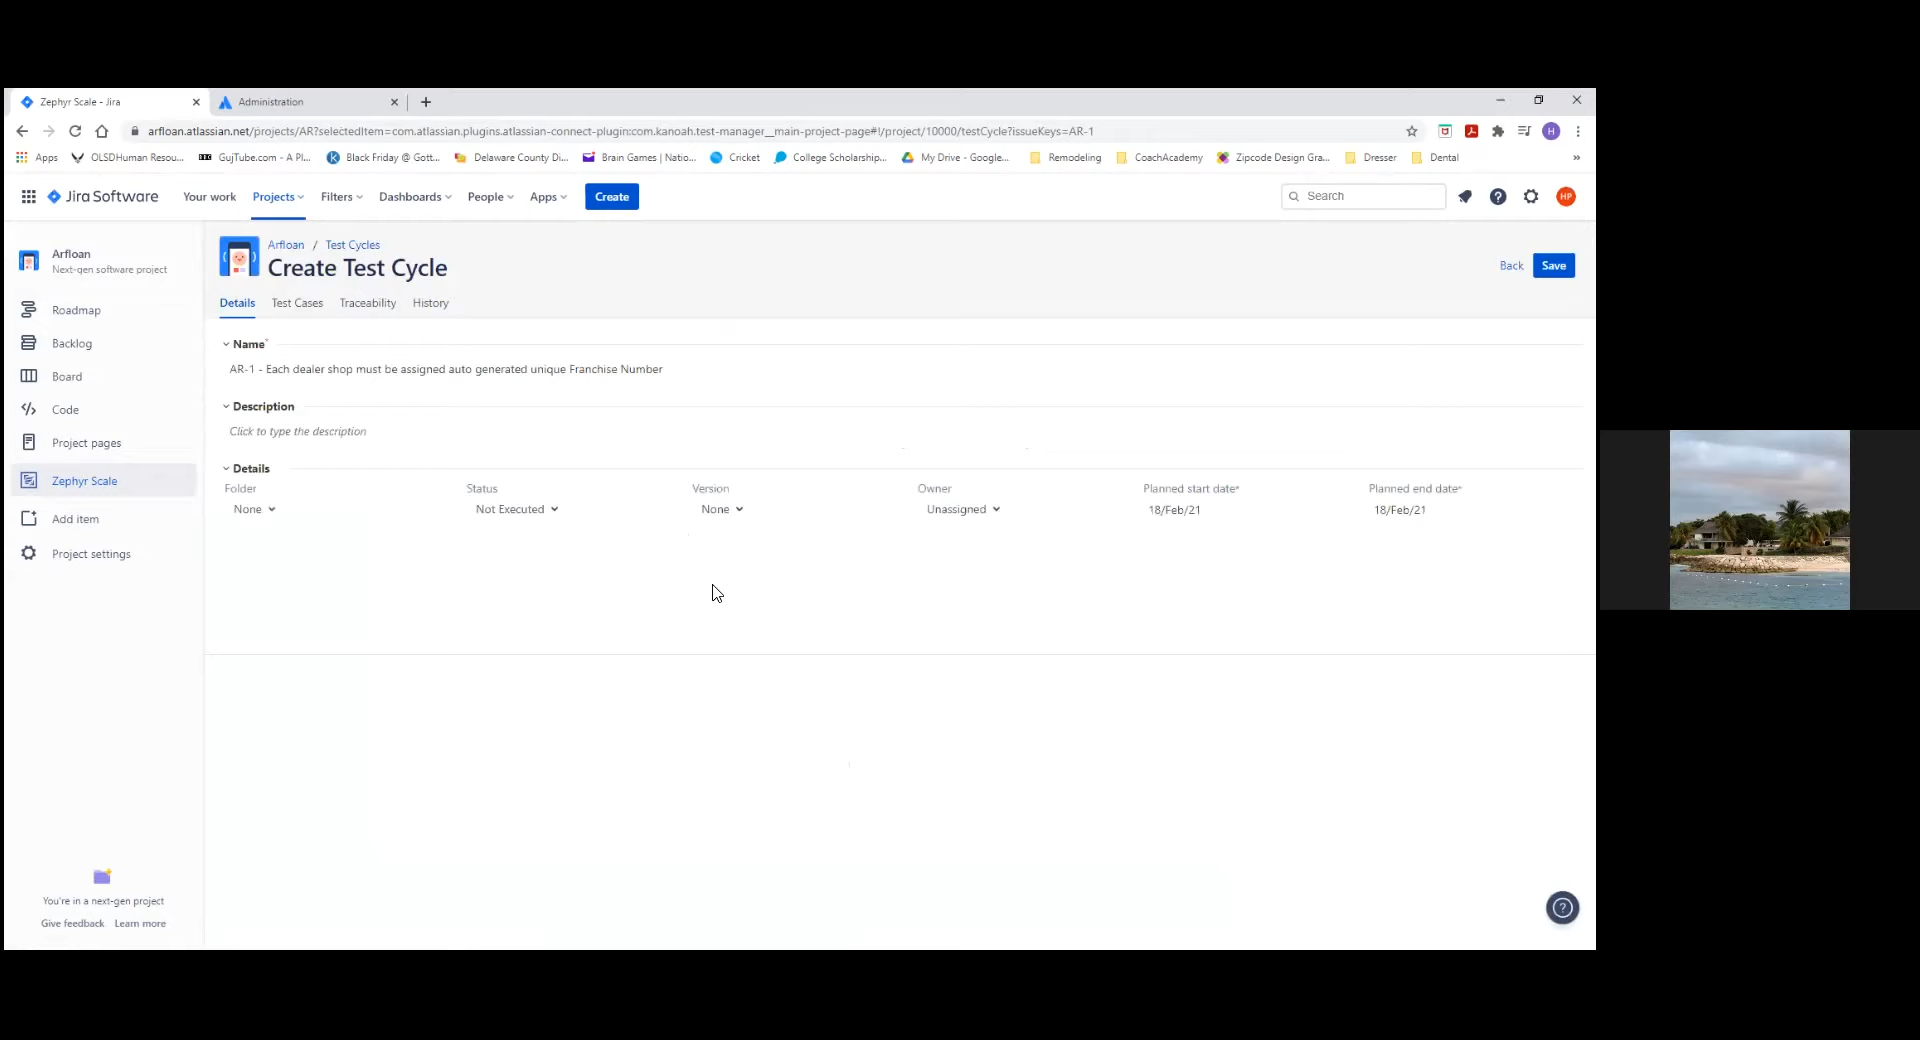 Zephyr Scale - Jira
Administration
arfloan.atlassian.net/projects/AR?selectedItem=com.atlassian.plugins.atlassian-connect-plugin:com.kanoah.test-manager__main-project-page#!/project/10000/testCycle?issueKeys=AR-1
H
Apps
OLSDHuman Resou...
GujTube.com - A Pl...
Black Friday @ Gott...
Delaware County Di...
Brain Games | Natio...
Cricket
College Scholarship...
My Drive - Google...
Remodeling
CoachAcademy
Zipcode Design Gra...
Dresser
Dental
»
Jira Software
Your work
Projects
Filters
Dashboards
People
Apps
Create
Search
HP
Arfloan
Next-gen software project
Roadmap
Backlog
Board
Code
Project pages
Zephyr Scale
Add item
Project settings
You're in a next-gen project
Give feedback Learn more
Arfloan / Test Cycles
Create Test Cycle
Back
Save
Details
Test Cases
Traceability
History
Name*
AR-1 - Each dealer shop must be assigned auto generated unique Franchise Number
Description
Click to type the description
Details
Folder
None
Status
Not Executed
Version
None
Owner
Unassigned
Planned start date*
18/Feb/21
Planned end date*
18/Feb/21